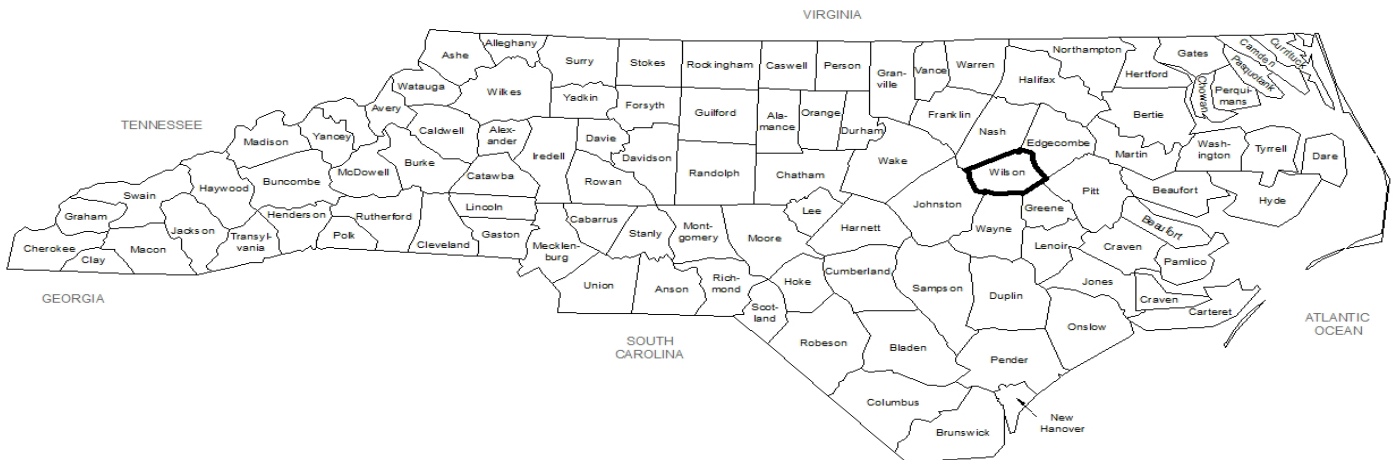 VIRGINIA
Ashe
Alleghany
Surry
Stokes
Rockingham
Caswell
Person
Gran-
ville
Vance
Warren
Northampton
Halifax
Hertford
Gates
Camden
Currituck
Pasquotank
Perqui-
mans
Chowan
Watauga
Wilkes
Yadkin
Forsyth
Guilford
Ala-
mance
Orange
Durham
Franklin
Nash
Edgecombe
Bertie
Martin
Wash-
ington
Tyrrell
Dare
TENNESSEE
Madison
Yancey
Avery
Caldwell
Alex-
ander
Iredell
Davie
Davidson
Randolph
Chatham
Wake
Wilson
Pitt
Beaufort
Hyde
Swain
Haywood
Buncombe
McDowell
Burke
Catawba
Rowan
Johnston
Greene
Graham
Jackson
Henderson
Rutherford
Lincoln
Cabarrus
Stanly
Mont-
gomery
Moore
Lee
Harnett
Wayne
Lenoir
Craven
Beaufort
Pamlico
Cherokee
Clay
Macon
Transyl-
vania
Polk
Cleveland
Gaston
Mecklen-
burg
Union
Anson
Rich-
mond
Scot-
land
Hoke
Cumberland
Sampson
Duplin
Jones
Craven
Carteret
GEORGIA
SOUTH
CAROLINA
Robeson
Bladen
Pender
Onslow
ATLANTIC
OCEAN
Columbus
Brunswick
New
Hanover